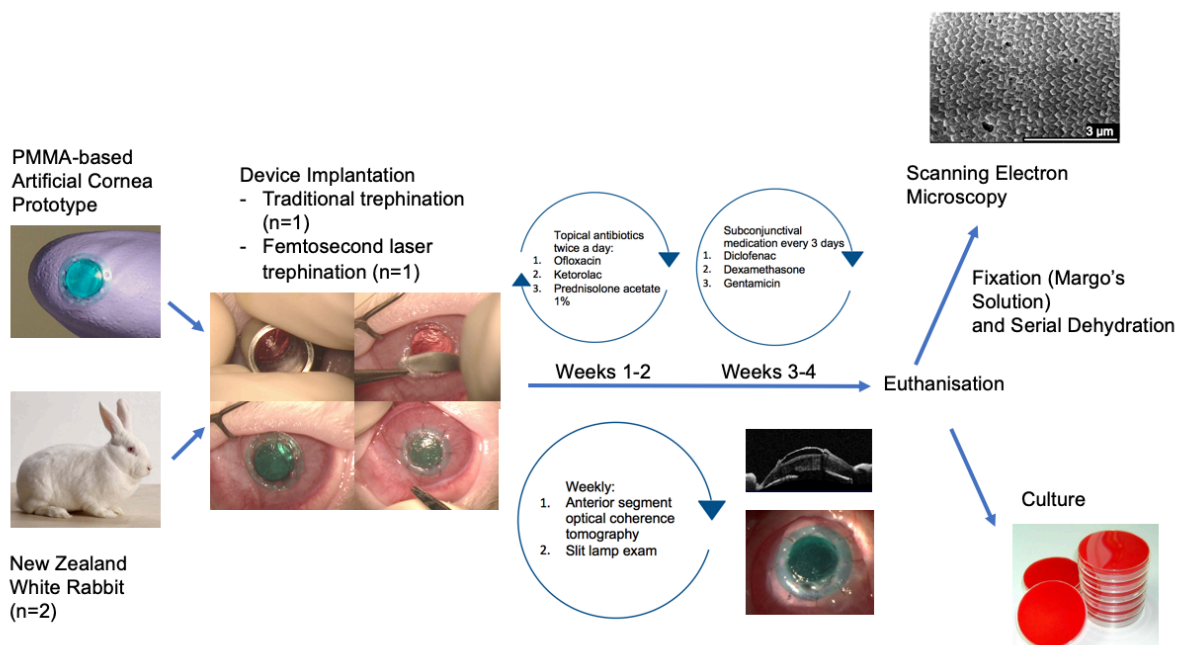 PMMA-based
Artificial Cornea
Prototype
New Zealand
White Rabbit
(n=2)
Device Implantation
- Traditional trephination
(n=1)
- Femtosecond laser
trephination (n=1)
Topical antibiotics
twice a day:
1. Ofloxacin
2. Ketorolac
3. Prednisolone acetate
1%
Subconjunctival
medication every 3 days
1. Diclofenac
2. Dexamethasone
3. Gentamicin
Weeks 1-2
Weeks 3-4
Weekly:
1. Anterior segment
optical coherence
tomography
2. Slit lamp exam
Euthanisation
3 µm
Scanning Electron
Microscopy
Fixation (Margo's
Solution)
and Serial Dehydration
Culture